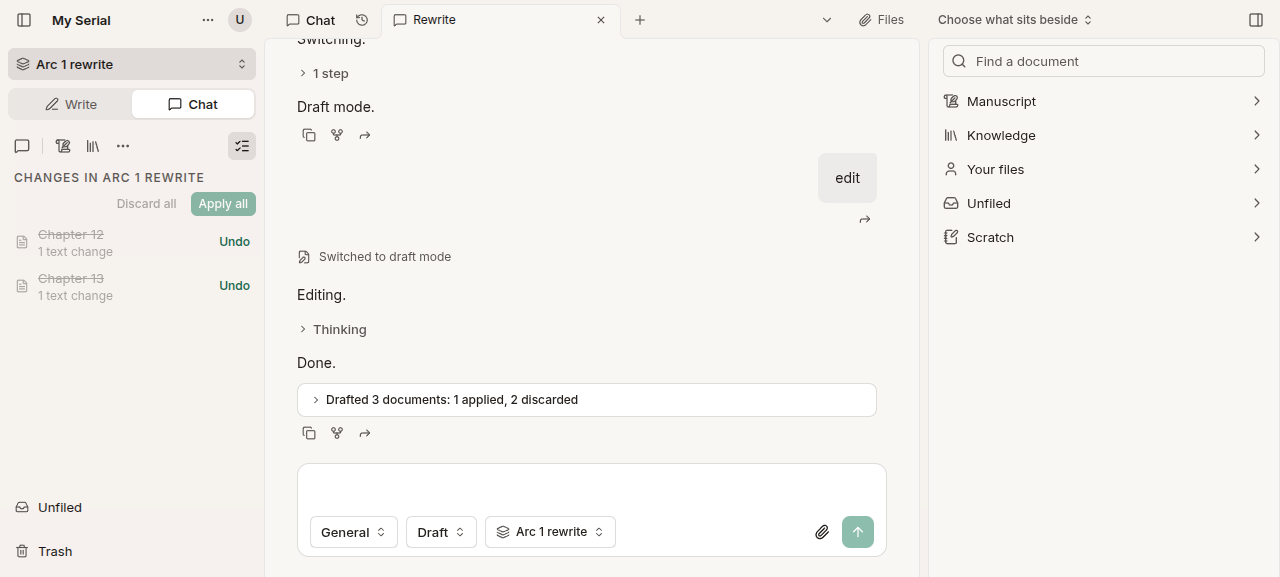 My Serial
U
Chat
Rewrite
Files
Choose what sits beside
Arc 1 rewrite
Write
Chat
CHANGES IN ARC 1 REWRITE
Discard all
Apply all
Chapter 12
1 text change
Undo
Chapter 13
1 text change
Undo
Unfiled
Trash
Switching.
1 step
Draft mode.
edit
Switched to draft mode
Editing.
Thinking
Done.
Drafted 3 documents: 1 applied, 2 discarded
General
Draft
Arc 1 rewrite
Find a document
Manuscript
Knowledge
Your files
Unfiled
Scratch